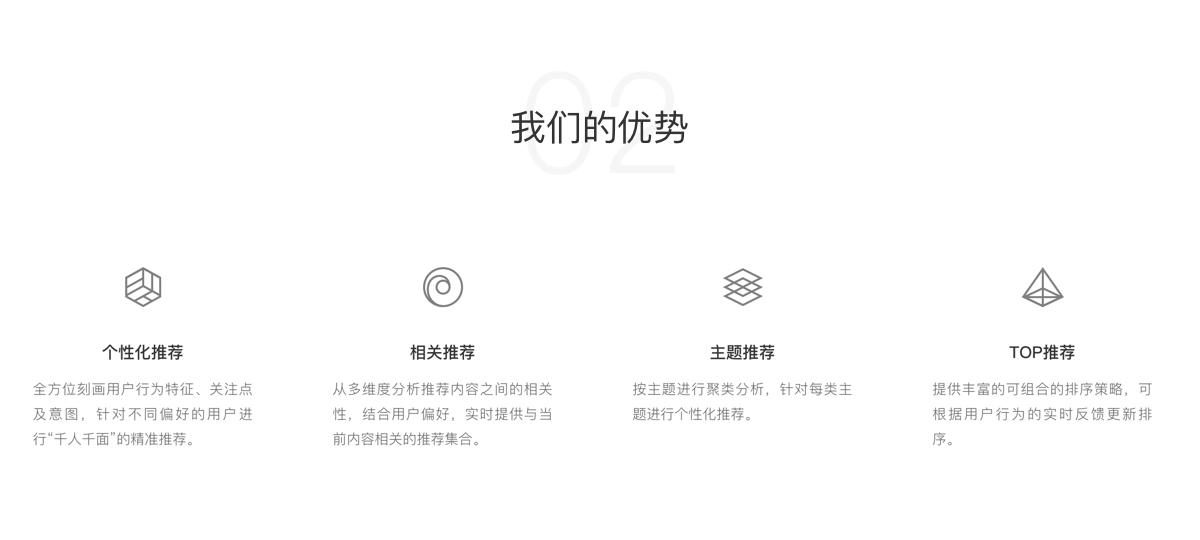 02
我们的优势
个性化推荐
全方位刻画用户行为特征、关注点
及意图，针对不同偏好的用户进
行“千人千面”的精准推荐。
相关推荐
从多维度分析推荐内容之间的相关
性，结合用户偏好，实时提供与当
前内容相关的推荐集合。
主题推荐
按主题进行聚类分析，针对每类主
题进行个性化推荐。
TOP推荐
提供丰富的可组合的排序策略，可
根据用户行为的实时反馈更新排
序。